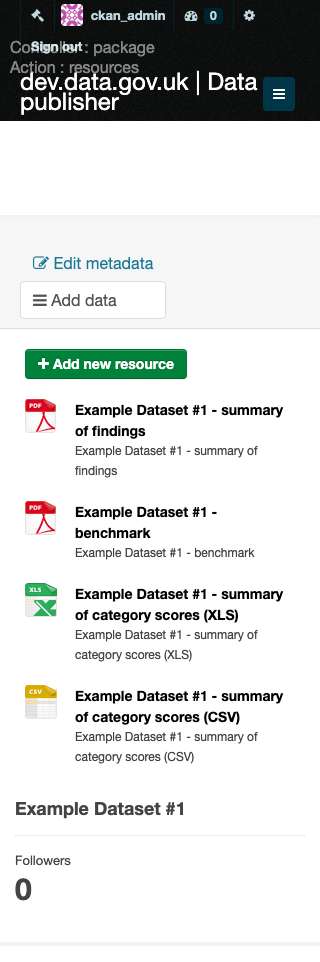 ckan_admin 0
Sign out
Controller : package
Action : resources
dev.data.gov.uk | Data
publisher
Edit metadata
Add data
Add new resource
PDF
Example Dataset #1 - summary
of findings
Example Dataset #1 - summary of
findings
PDF
Example Dataset #1 -
benchmark
Example Dataset #1 - benchmark
XLS
Example Dataset #1 - summary
of category scores (XLS)
Example Dataset #1 - summary of
category scores (XLS)
CSV
Example Dataset #1 - summary
of category scores (CSV)
Example Dataset #1 - summary of
category scores (CSV)
Example Dataset #1
Followers
0